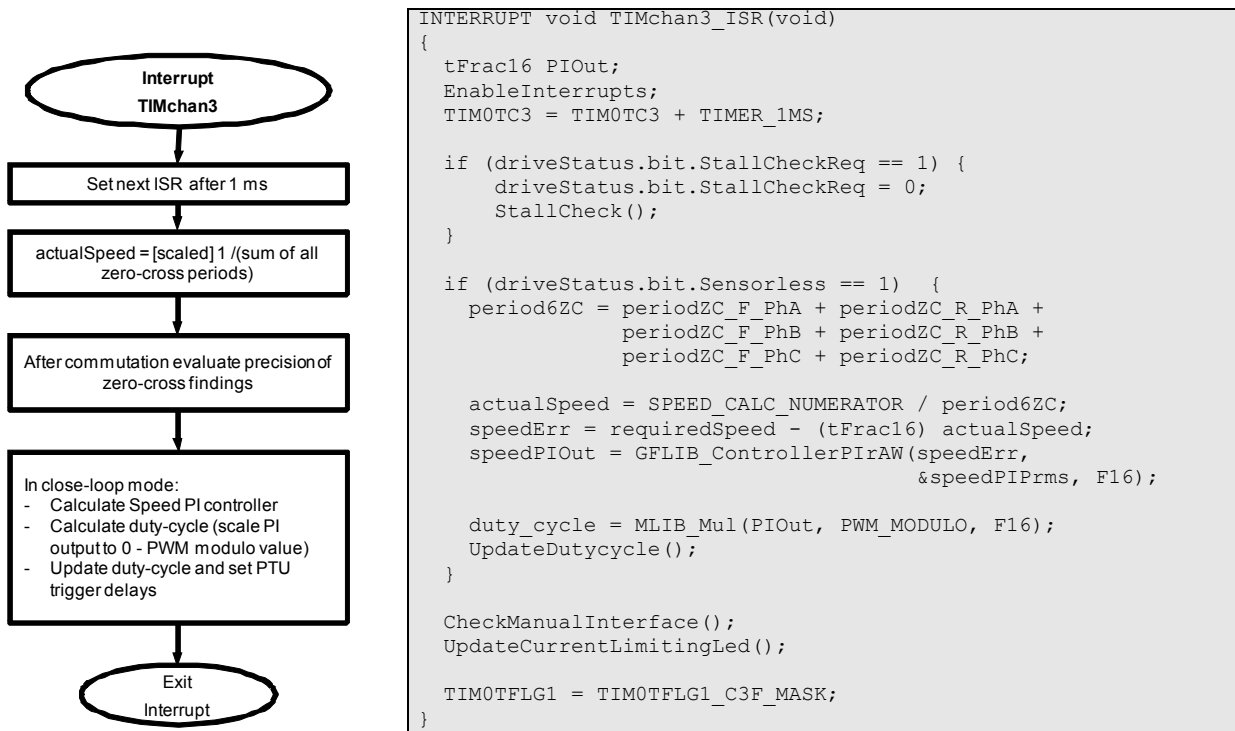 Interrupt
TIMchan3
Set next ISR after 1 ms
actualSpeed = [scaled] 1 /(sum of all
zero-cross periods)
After commutation evaluate precision of
zero-cross findings
In close-loop mode:
- Calculate Speed PI controller
- Calculate duty-cycle (scale PI
output to 0 - PWM modulo value)
- Update duty-cycle and set PTU
trigger delays
Exit
Interrupt
INTERRUPT void TIMchan3_ISR(void)
{
tFrac16 PIOut;
EnableInterrupts;
TIM0TC3 = TIM0TC3 + TIMER_1MS;
if (driveStatus.bit.StallCheckReq == 1) {
driveStatus.bit.StallCheckReq = 0;
StallCheck();
}
if (driveStatus.bit.Sensorless == 1) {
period6ZC = periodZC_F_PhA + periodZC_R_PhA +
periodZC_F_PhB + periodZC_R_PhB +
periodZC_F_PhC + periodZC_R_PhC;
actualSpeed = SPEED_CALC_NUMERATOR / period6ZC;
speedErr = requiredSpeed - (tFrac16) actualSpeed;
speedPIOut = GFLIB_ControllerPIrAW(speedErr,
&speedPIPrms, F16);
duty_cycle = MLIB_Mul(PIOut, PWM_MODULO, F16);
UpdateDutycycle();
}
CheckManualInterface();
UpdateCurrentLimitingLed();
TIM0TFLG1 = TIM0TFLG1_C3F_MASK;
}